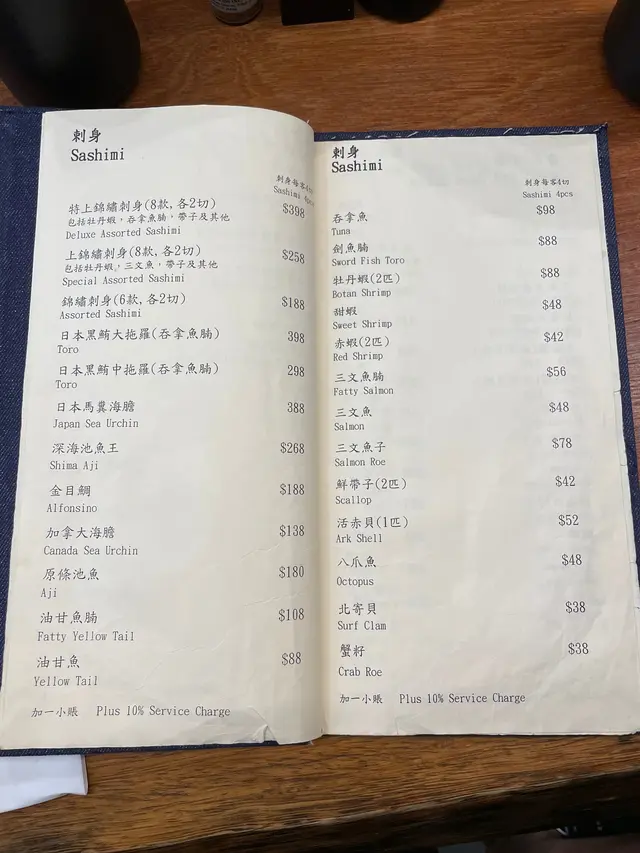 刺身
Sashimi
刺身每客4切
Sashimi 4pcs
特上錦繡刺身(8款, 各2切) $398
包括牡丹蝦，吞拿魚腩，帶子及其他
Deluxe Assorted Sashimi
上錦繡刺身(8款, 各2切) $258
包括牡丹蝦，三文魚，帶子及其他
Special Assorted Sashimi
錦繡刺身(6款, 各2切) $188
Assorted Sashimi
日本黑鮪大拖羅(吞拿魚腩) 398
Toro
日本黑鮪中拖羅(吞拿魚腩) 298
Toro
日本馬糞海膽 388
Japan Sea Urchin
深海池魚王 $268
Shima Aji
金目鯛 $188
Alfonsino
加拿大海膽 $138
Canada Sea Urchin
原條池魚 $180
Aji
油甘魚腩 $108
Fatty Yellow Tail
油甘魚 $88
Yellow Tail
加一小賬 Plus 10% Service Charge
刺身
Sashimi
刺身每客4切
Sashimi 4pcs
吞拿魚 $98
Tuna
劍魚腩 $88
Sword Fish Toro
牡丹蝦(2匹) $88
Botan Shrimp
甜蝦 $48
Sweet Shrimp
赤蝦(2匹) $42
Red Shrimp
三文魚腩 $56
Fatty Salmon
三文魚 $48
Salmon
三文魚子 $78
Salmon Roe
鮮帶子(2匹) $42
Scallop
活赤貝(1匹) $52
Ark Shell
八爪魚 $48
Octopus
北寄貝 $38
Surf Clam
蟹籽 $38
Crab Roe
加一小賬 Plus 10% Service Charge